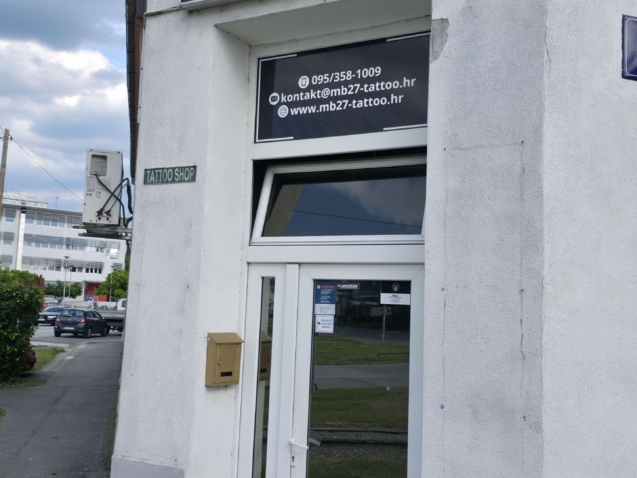 095/358-1009
kontakt@mb27-tattoo.hr
www.mb27-tattoo.hr
TATTOO SHOP